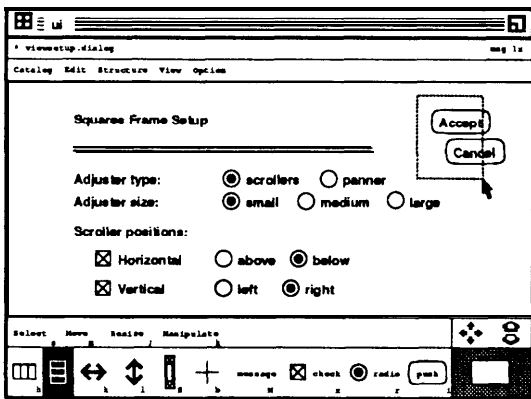 ui
* viewsetup.dialog mag 1x
Catalog Edit Structure View Option
Squares Frame Setup
Accept
Cancel
Adjuster type: scrollers panner
Adjuster size: small medium large
Scroller positions:
Horizontal above below
Vertical left right
Select Move Resize Manipulate
message check radio push